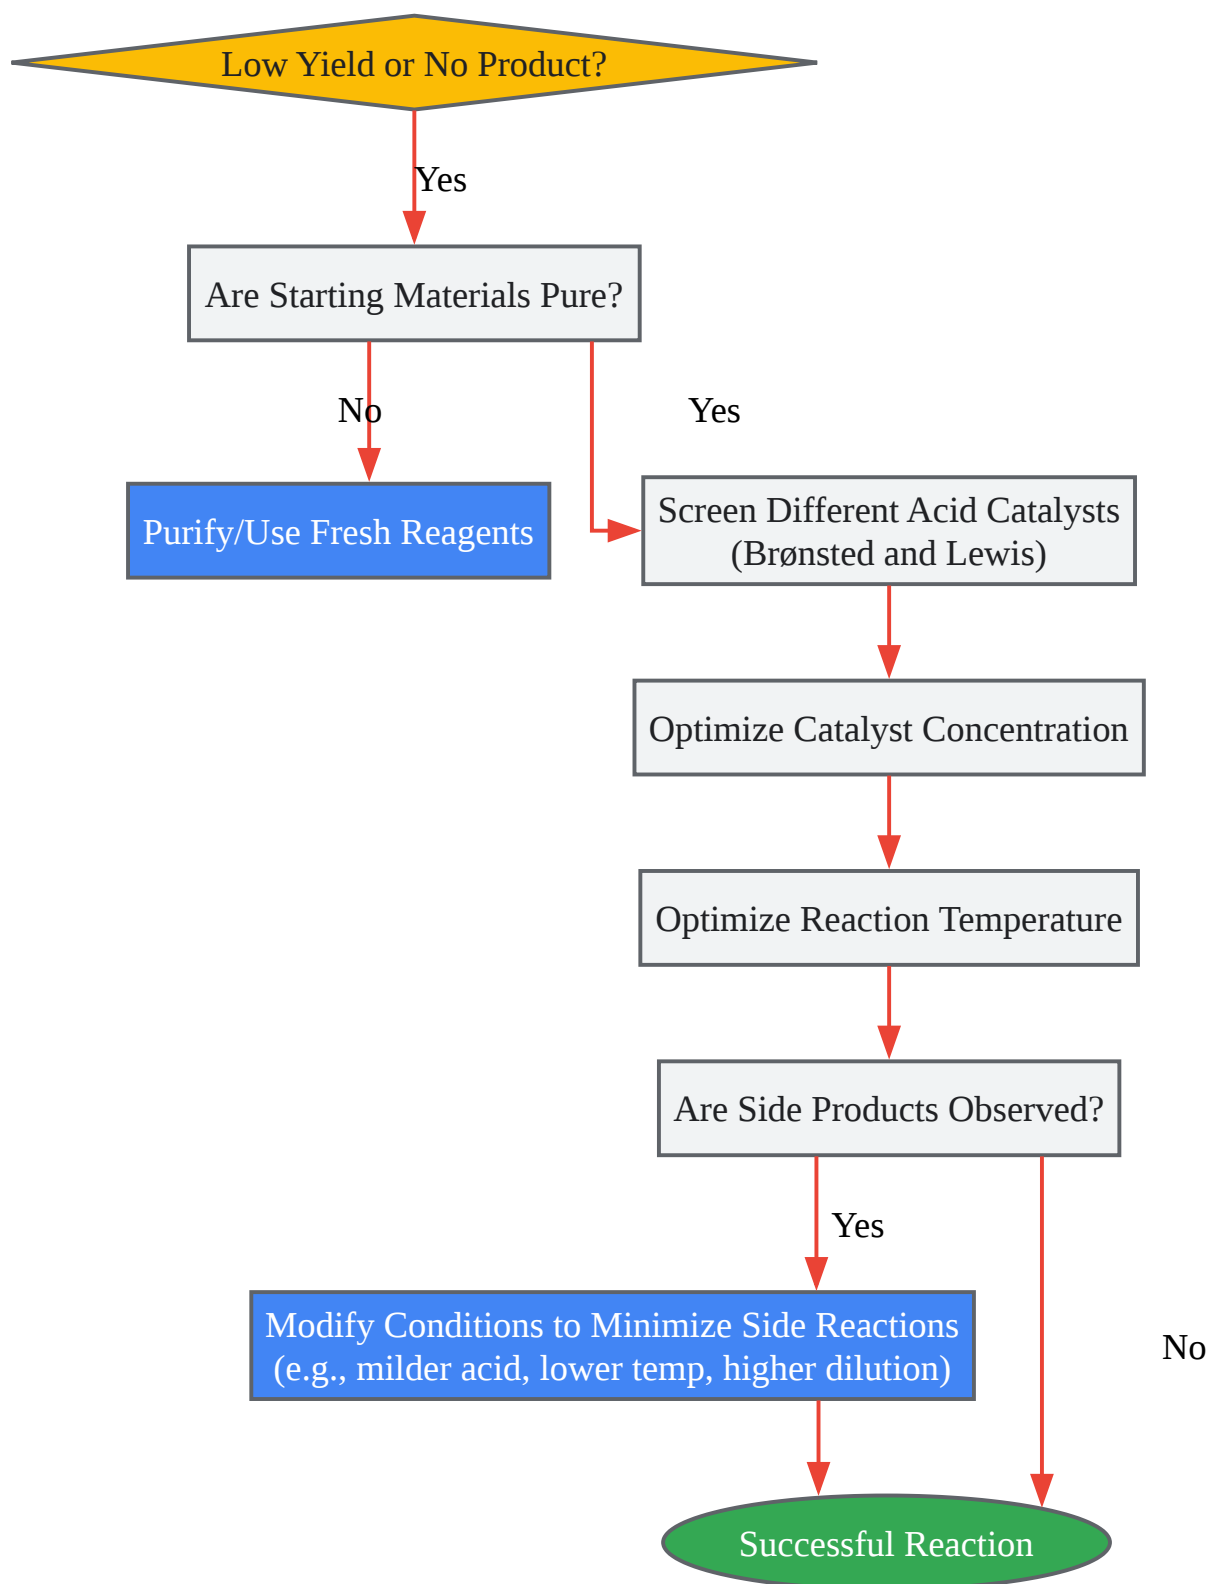 Low Yield or No Product?
Yes
Are Starting Materials Pure?
No
Yes
Purify/Use Fresh Reagents
Screen Different Acid Catalysts
(Brønsted and Lewis)
Optimize Catalyst Concentration
Optimize Reaction Temperature
Are Side Products Observed?
Yes
Modify Conditions to Minimize Side Reactions
(e.g., milder acid, lower temp, higher dilution)
No
Successful Reaction